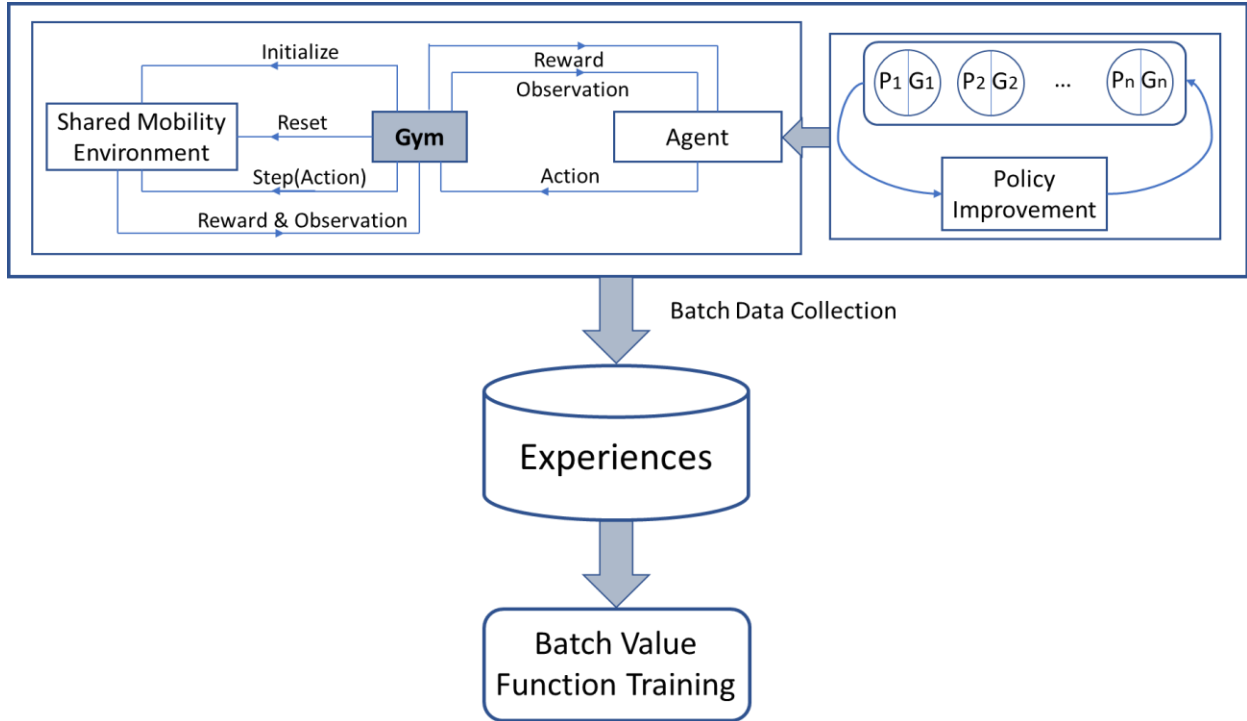 Initialize
Shared Mobility
Environment
Reset
Step(Action)
Reward & Observation
Gym
Reward
Observation
Action
Agent
P1 G1 P2 G2 ... Pn Gn
Policy
Improvement
Batch Data Collection
Experiences
Batch Value
Function Training